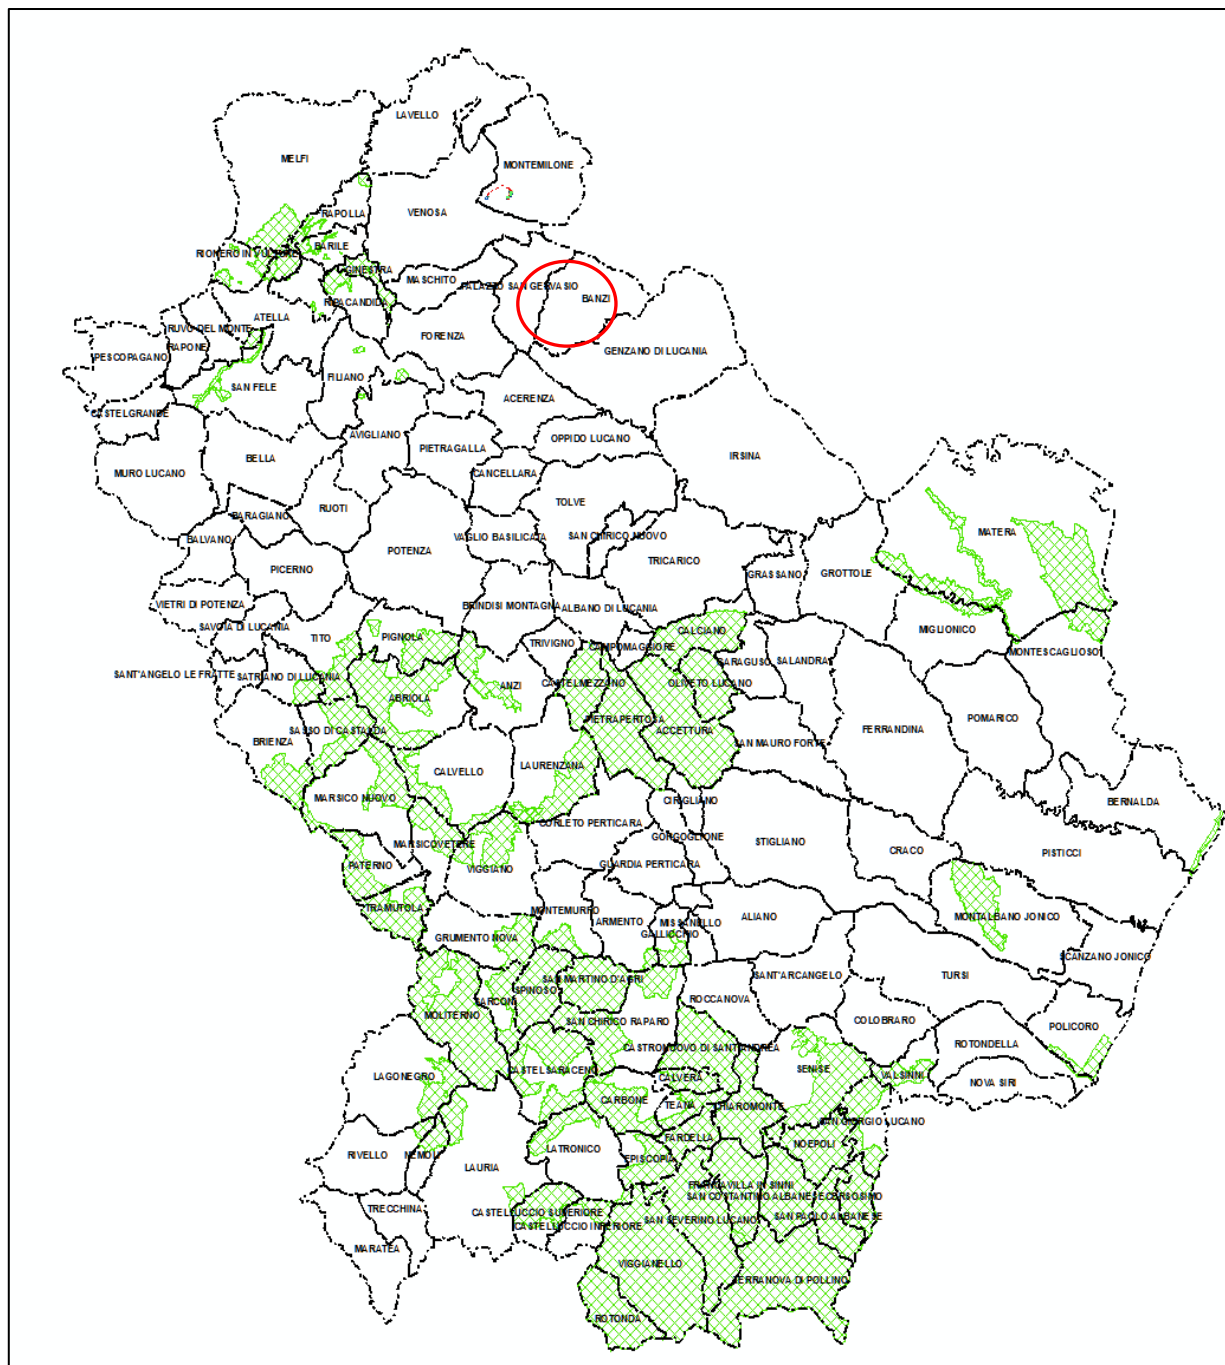 LAVELLO
MELFI
MONTEMILONE
RAPOLLA
VENOSA
BARILE
RIONERO IN VULTURE
GINESTRA
MASCHITO
PALAZZO SAN GERVASIO
BANZI
RIPACANDIDA
ATELLA
RUVO DEL MONTE
FORENZA
RAPONE
PESCOPAGANO
GENZANO DI LUCANIA
FILIANO
SAN FELE
ACERENZA
CASTELGRANDE
AVIGLIANO
OPPIDO LUCANO
PIETRAGALLA
BELLA
IRSINA
MURO LUCANO
CANCELLARA
TOLVE
RUOTI
BARAGIANO
MATERA
BALVANO
VAGLIO BASILICATA
SAN CHIRICO NUOVO
POTENZA
TRICARICO
PICERNO
GRASSANO
GROTTOLE
VIETRI DI POTENZA
BRINDISI MONTAGNA
ALBANO DI LUCANIA
SAVOIA DI LUCANIA
TITO
PIGNOLA
CALCIANO
MIGLIONICO
TRIVIGNO
CAMPOMAGGIORE
MONTESCAGLIOSO
GARAGUSO
SALANDRA
SANT'ANGELO LE FRATTE
SATRIANO DI LUCANIA
ANZI
CASTELMEZZANO
OLIVETO LUCANO
ABRIOLA
PIETRAPERTOSA
POMARICO
SASSO DI CASTALDA
ACCETTURA
FERRANDINA
BRIENZA
SAN MAURO FORTE
LAURENZANA
CALVELLO
MARSICO NUOVO
CIRIGLIANO
BERNALDA
CORLETO PERTICARA
GORGOGLIONE
MARSICOVETERE
STIGLIANO
CRACO
PISTICCI
PATERNO
VIGGIANO
GUARDIA PERTICARA
TRAMUTOLA
MONTEMURRO
ARMENTO
MISSANELLO
ALIANO
MONTALBANO JONICO
GRUMENTO NOVA
GALLICCHIO
SCANZANO JONICO
SAN MARTINO D'AGRI
SANT'ARCANGELO
TURSI
SPINOSO
SARCONI
ROCCANOVA
MOLITERNO
SAN CHIRICO RAPARO
COLOBRARO
POLICORO
CASTRONUOVO DI SANT'ANDREA
ROTONDELLA
CASTELSARACENO
SENISE
LAGONEGRO
CALVERA
VALSINNI
NOVA SIRI
CARBONE
TEANA
CHIAROMONTE
SAN GIORGIO LUCANO
FARDELLA
NOEPOLI
LATRONICO
RIVELLO
NEMOLI
EPISCOPIA
LAURIA
FRANCAVILLA IN SINNI
SAN COSTANTINO ALBANESE
CERSOSIMO
TRECCHINA
CASTELLUCCIO SUPERIORE
SAN SEVERINO LUCANO
SAN PAOLO ALBANESE
CASTELLUCCIO INFERIORE
MARATEA
VIGGIANELLO
TERRANOVA DI POLLINO
ROTONDA